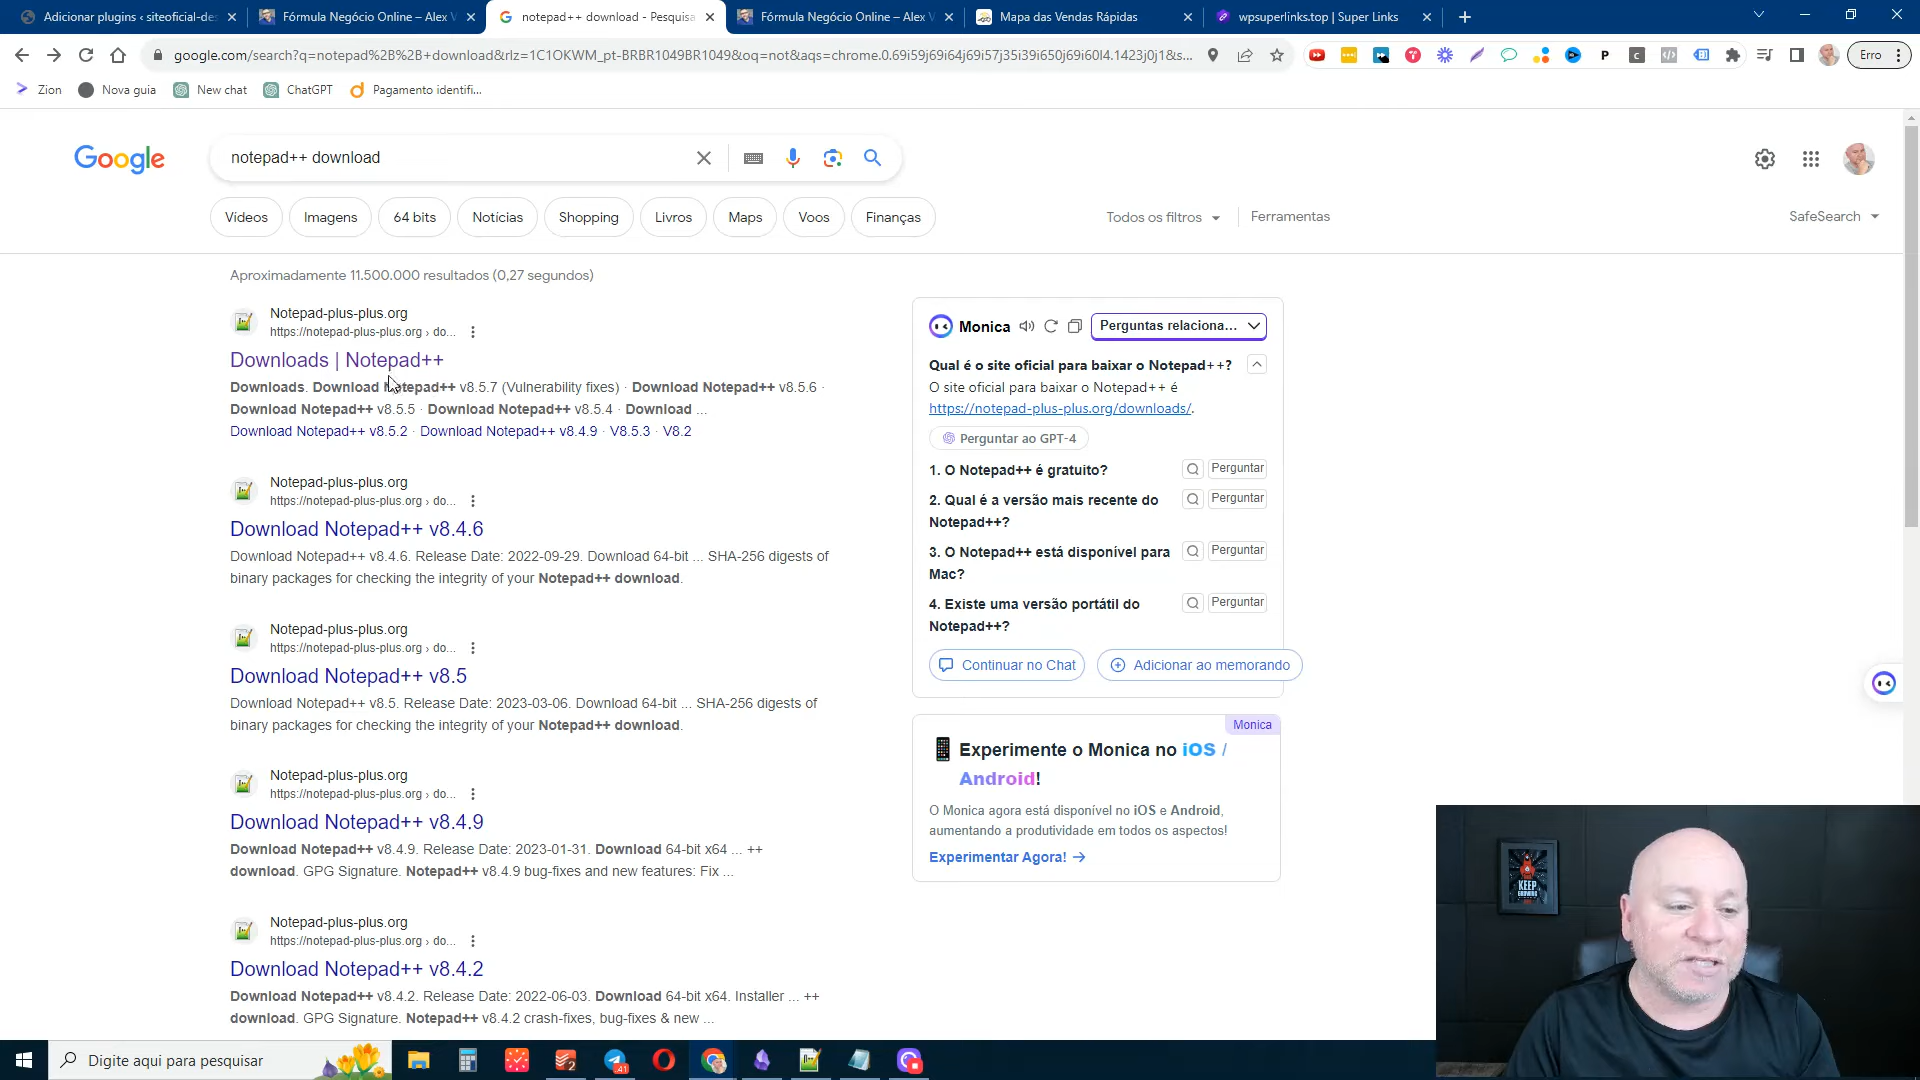 Adicionar plugins ‹ siteoficial-des
Fórmula Negócio Online – Alex V
notepad++ download - Pesquisa
Fórmula Negócio Online – Alex V
Mapa das Vendas Rápidas
wpsuperlinks.top | Super Links
google.com/search?q=notepad%2B%2B+download&rlz=1C1OKWM_pt-BRBR1049BR1049&oq=not&aqs=chrome.0.69i59j69i64j69i57j35i39i650j69i60l4.1423j0j1&s...
Erro
Zion
Nova guia
New chat
ChatGPT
Pagamento identifi...
Google
notepad++ download
Vídeos
Imagens
64 bits
Notícias
Shopping
Livros
Maps
Voos
Finanças
Todos os filtros
Ferramentas
SafeSearch
Aproximadamente 11.500.000 resultados (0,27 segundos)
Notepad-plus-plus.org
https://notepad-plus-plus.org › do...
Downloads | Notepad++
Downloads. Download Notepad++ v8.5.7 (Vulnerability fixes) · Download Notepad++ v8.5.6 ·
Download Notepad++ v8.5.5 · Download Notepad++ v8.5.4 · Download ...
Download Notepad++ v8.5.2 · Download Notepad++ v8.4.9 · V8.5.3 · V8.2
Notepad-plus-plus.org
https://notepad-plus-plus.org › do...
Download Notepad++ v8.4.6
Download Notepad++ v8.4.6. Release Date: 2022-09-29. Download 64-bit ... SHA-256 digests of
binary packages for checking the integrity of your Notepad++ download.
Notepad-plus-plus.org
https://notepad-plus-plus.org › do...
Download Notepad++ v8.5
Download Notepad++ v8.5. Release Date: 2023-03-06. Download 64-bit ... SHA-256 digests of
binary packages for checking the integrity of your Notepad++ download.
Notepad-plus-plus.org
https://notepad-plus-plus.org › do...
Download Notepad++ v8.4.9
Download Notepad++ v8.4.9. Release Date: 2023-01-31. Download 64-bit x64 ... ++
download. GPG Signature. Notepad++ v8.4.9 bug-fixes and new features: Fix ...
Notepad-plus-plus.org
https://notepad-plus-plus.org › do...
Download Notepad++ v8.4.2
Download Notepad++ v8.4.2. Release Date: 2022-06-03. Download 64-bit x64. Installer ... ++
download. GPG Signature. Notepad++ v8.4.2 crash-fixes, bug-fixes & new ...
Monica
Perguntas relaciona...
Qual é o site oficial para baixar o Notepad++?
O site oficial para baixar o Notepad++ é
https://notepad-plus-plus.org/downloads/.
Perguntar ao GPT-4
1. O Notepad++ é gratuito?
Perguntar
2. Qual é a versão mais recente do
Notepad++?
Perguntar
3. O Notepad++ está disponível para
Mac?
Perguntar
4. Existe uma versão portátil do
Notepad++?
Perguntar
Continuar no Chat
Adicionar ao memorando
Monica
Experimente o Monica no iOS /
Android!
O Monica agora está disponível no iOS e Android,
aumentando a produtividade em todos os aspectos!
Experimentar Agora! →
KEEP
Digite aqui para pesquisar
2
41